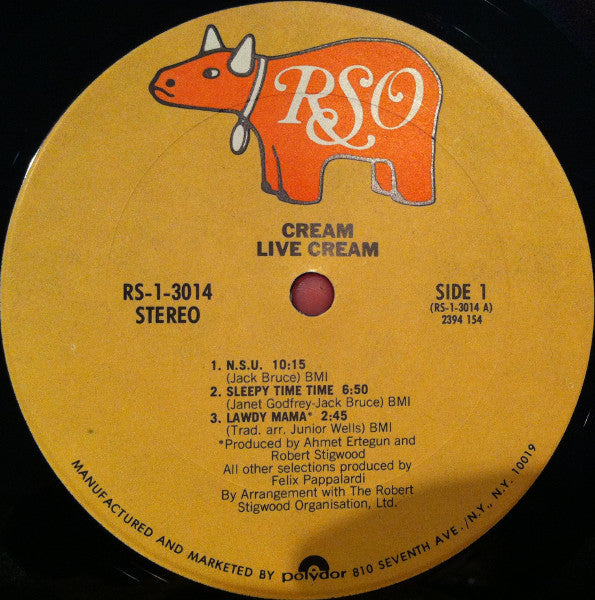 RSO
CREAM
LIVE CREAM
RS-1-3014
STEREO
SIDE 1
(RS-1-3014 A)
2394 154
1. N.S.U. 10:15
(Jack Bruce) BMI
2. SLEEPY TIME TIME 6:50
(Janet Godfrey-Jack Bruce) BMI
3. LAWDY MAMA* 2:45
(Trad. arr. Junior Wells) BMI
*Produced by Ahmet Ertegun and
Robert Stigwood
All other selections produced by
Felix Pappalardi
By Arrangement with The Robert
Stigwood Organisation, Ltd.
MANUFACTURED AND MARKETED BY polydor 810 SEVENTH AVE./N.Y., N.Y. 10019